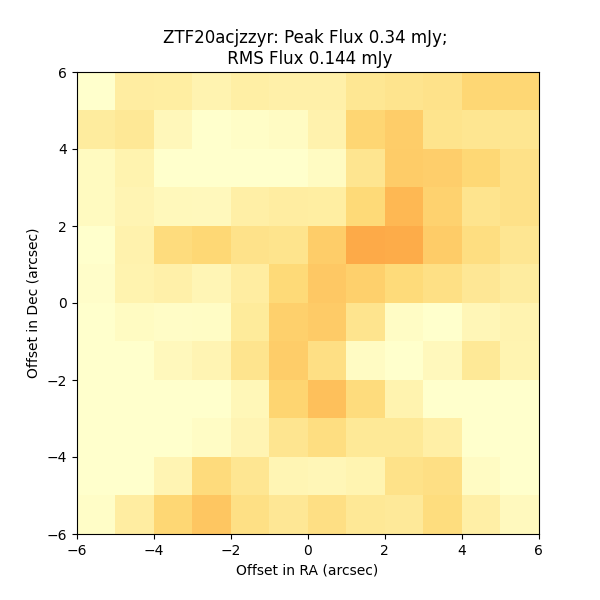 ZTF20acjzzyr: Peak Flux 0.34 mJy;
RMS Flux 0.144 mJy
6
4
2
0
−2
−4
−6
Offset in Dec (arcsec)
−6 −4 −2 0 2 4 6
Offset in RA (arcsec)